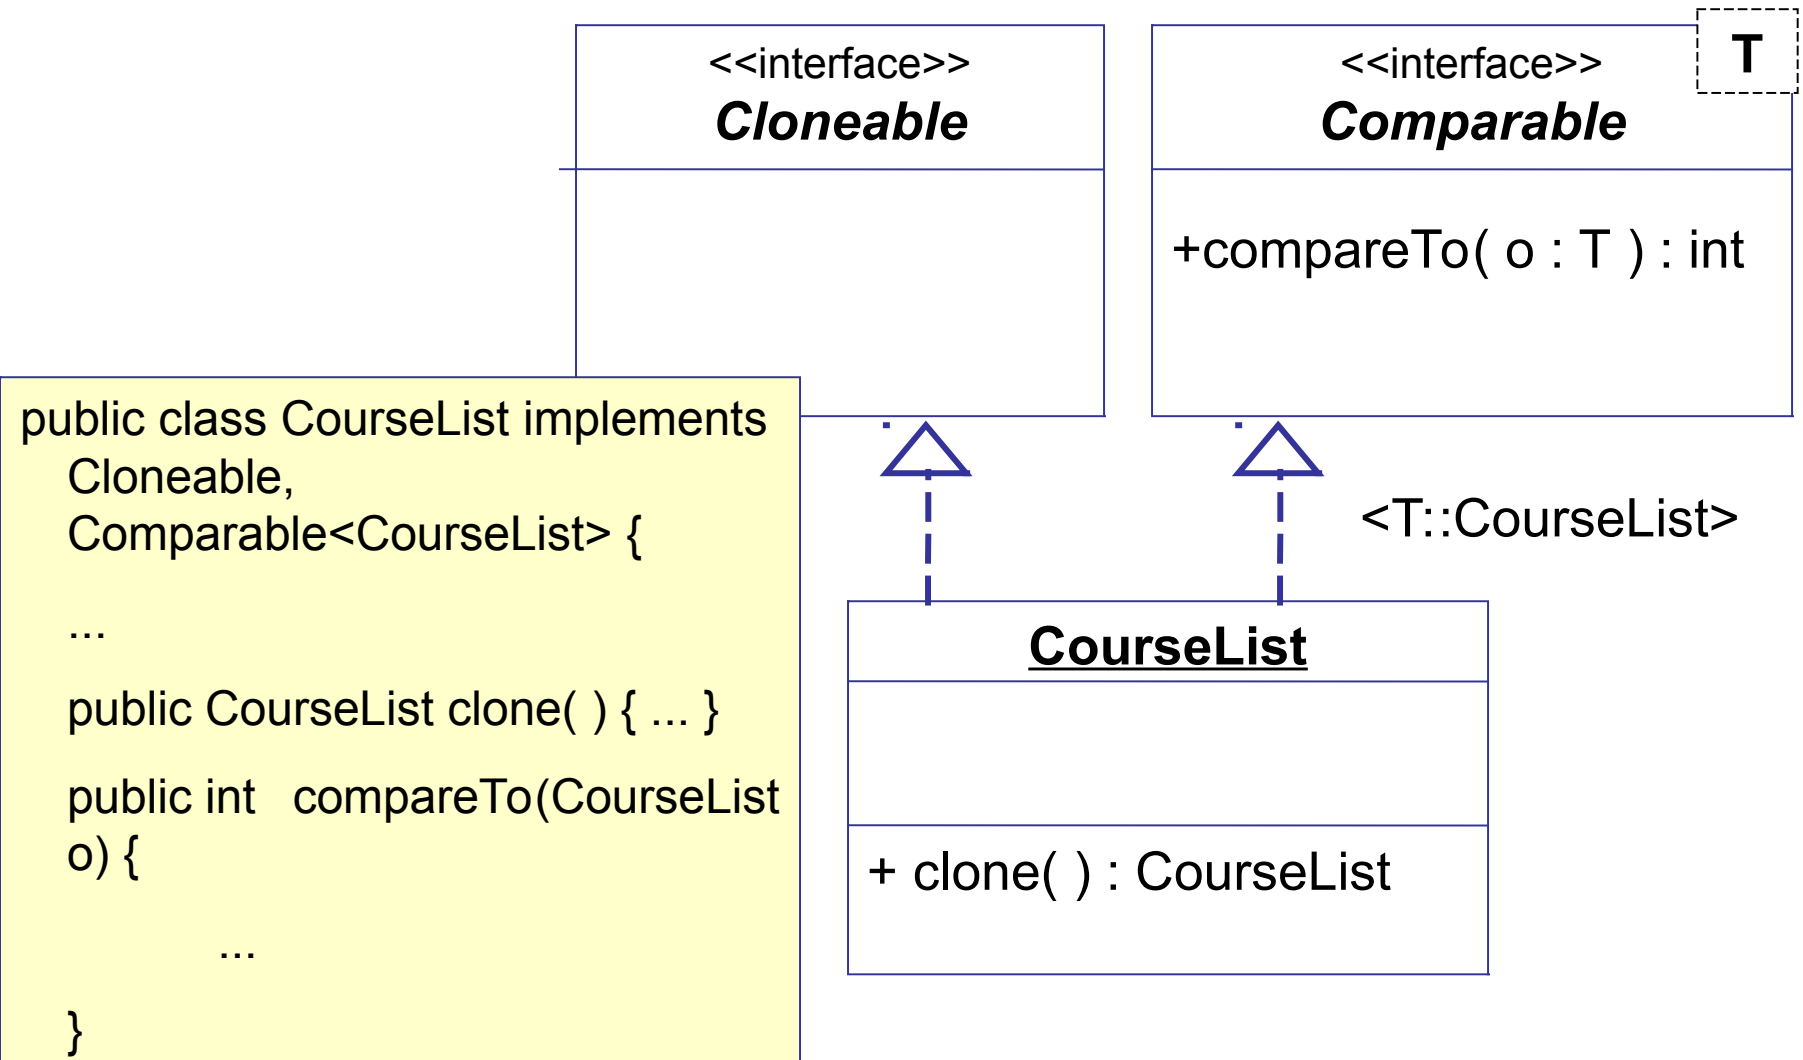 <<interface>>
Cloneable
<<interface>>
Comparable
T
+compareTo( o : T ) : int
public class CourseList implements
Cloneable,
Comparable<CourseList> {
...
public CourseList clone( ) { ... }
public int compareTo(CourseList
o) {
...
}
<T::CourseList>
CourseList
+ clone( ) : CourseList